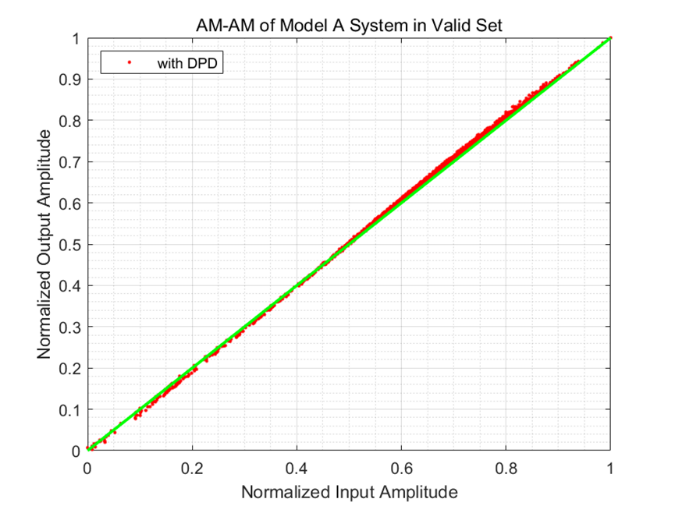 AM-AM of Model A System in Valid Set
with DPD
Normalized Output Amplitude
1
0.9
0.8
0.7
0.6
0.5
0.4
0.3
0.2
0.1
0
0 0.2 0.4 0.6 0.8 1
Normalized Input Amplitude